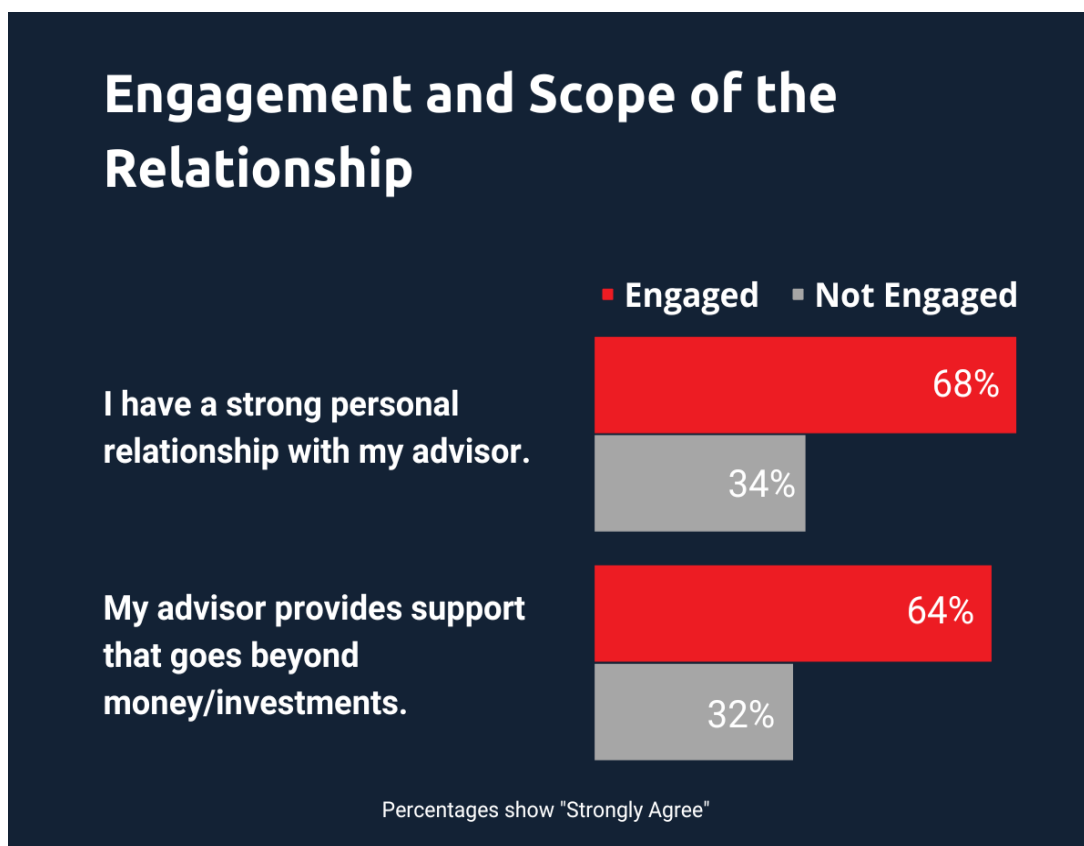 Engagement and Scope of the
Relationship
Engaged Not Engaged
I have a strong personal
relationship with my advisor.
68%
34%
My advisor provides support
that goes beyond
money/investments.
64%
32%
Percentages show "Strongly Agree"